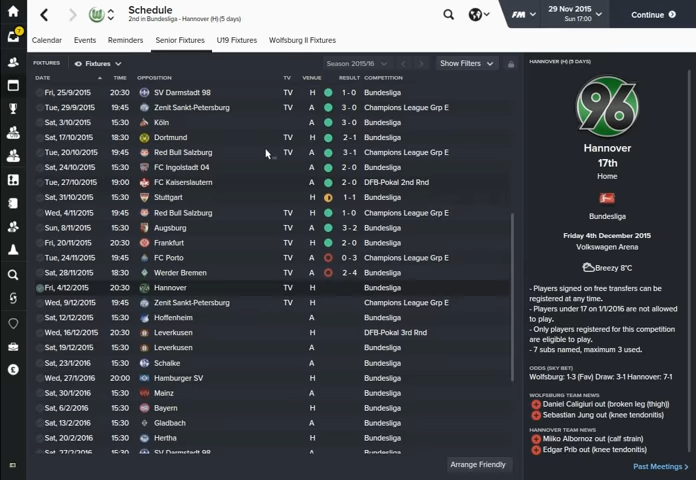 Schedule
2nd in Bundesliga - Hannover (H) (5 days)
FM
29 Nov 2015
Sun 17:00
Continue
Calendar
Events
Reminders
Senior Fixtures
U19 Fixtures
Wolfsburg II Fixtures
FIXTURES Fixtures Season 2015/16 Show Filters
DATE TIME OPPOSITION TV VENUE RESULT COMPETITION
Fri, 25/9/2015 20:30 SV Darmstadt 98 TV H 1 - 0 Bundesliga
Tue, 29/9/2015 19:45 Zenit Sankt-Petersburg TV A 3 - 0 Champions League Grp E
Sat, 3/10/2015 15:30 Köln A 3 - 0 Bundesliga
Sat, 17/10/2015 18:30 Dortmund TV H 2 - 1 Bundesliga
Tue, 20/10/2015 19:45 Red Bull Salzburg TV A 3 - 1 Champions League Grp E
Sat, 24/10/2015 15:30 FC Ingolstadt 04 A 2 - 0 Bundesliga
Tue, 27/10/2015 19:00 FC Kaiserslautern A 2 - 0 DFB-Pokal 2nd Rnd
Sat, 31/10/2015 15:30 Stuttgart H 1 - 1 Bundesliga
Wed, 4/11/2015 19:45 Red Bull Salzburg TV H 1 - 0 Champions League Grp E
Sun, 8/11/2015 15:30 Augsburg TV A 3 - 2 Bundesliga
Fri, 20/11/2015 20:30 Frankfurt TV H 2 - 0 Bundesliga
Tue, 24/11/2015 19:45 FC Porto TV A 0 - 3 Champions League Grp E
Sat, 28/11/2015 18:30 Werder Bremen TV A 2 - 4 Bundesliga
Fri, 4/12/2015 20:30 Hannover TV H Bundesliga
Wed, 9/12/2015 19:45 Zenit Sankt-Petersburg TV H Champions League Grp E
Sat, 12/12/2015 15:30 Hoffenheim A Bundesliga
Wed, 16/12/2015 20:30 Leverkusen H DFB-Pokal 3rd Rnd
Sat, 19/12/2015 15:30 Leverkusen A Bundesliga
Sat, 23/1/2016 15:30 Schalke A Bundesliga
Wed, 27/1/2016 20:00 Hamburger SV H Bundesliga
Sat, 30/1/2016 15:30 Mainz A Bundesliga
Sat, 6/2/2016 15:30 Bayern H Bundesliga
Sat, 13/2/2016 15:30 Gladbach A Bundesliga
Sat, 20/2/2016 15:30 Hertha H Bundesliga
Sat, 27/2/2016 15:30 SV Darmstadt 98 A Bundesliga
Arrange Friendly
HANNOVER (H) (5 DAYS)
96
Hannover
17th
Home
Bundesliga
Friday 4th December 2015
Volkswagen Arena
Breezy 8°C
- Players signed on free transfers can be
registered at any time.
- Players under 17 on 1/1/2016 are not allowed
to play.
- Only players registered for this competition
are eligible to play.
- 7 subs named, maximum 3 used.
ODDS (SKY BET)
Wolfsburg: 1-3 (Fav) Draw: 3-1 Hannover: 7-1
WOLFSBURG TEAM NEWS
Daniel Caligiuri out (broken leg (thigh))
Sebastian Jung out (knee tendonitis)
HANNOVER TEAM NEWS
Miiko Albornoz out (calf strain)
Edgar Prib out (knee tendonitis)
Past Meetings >